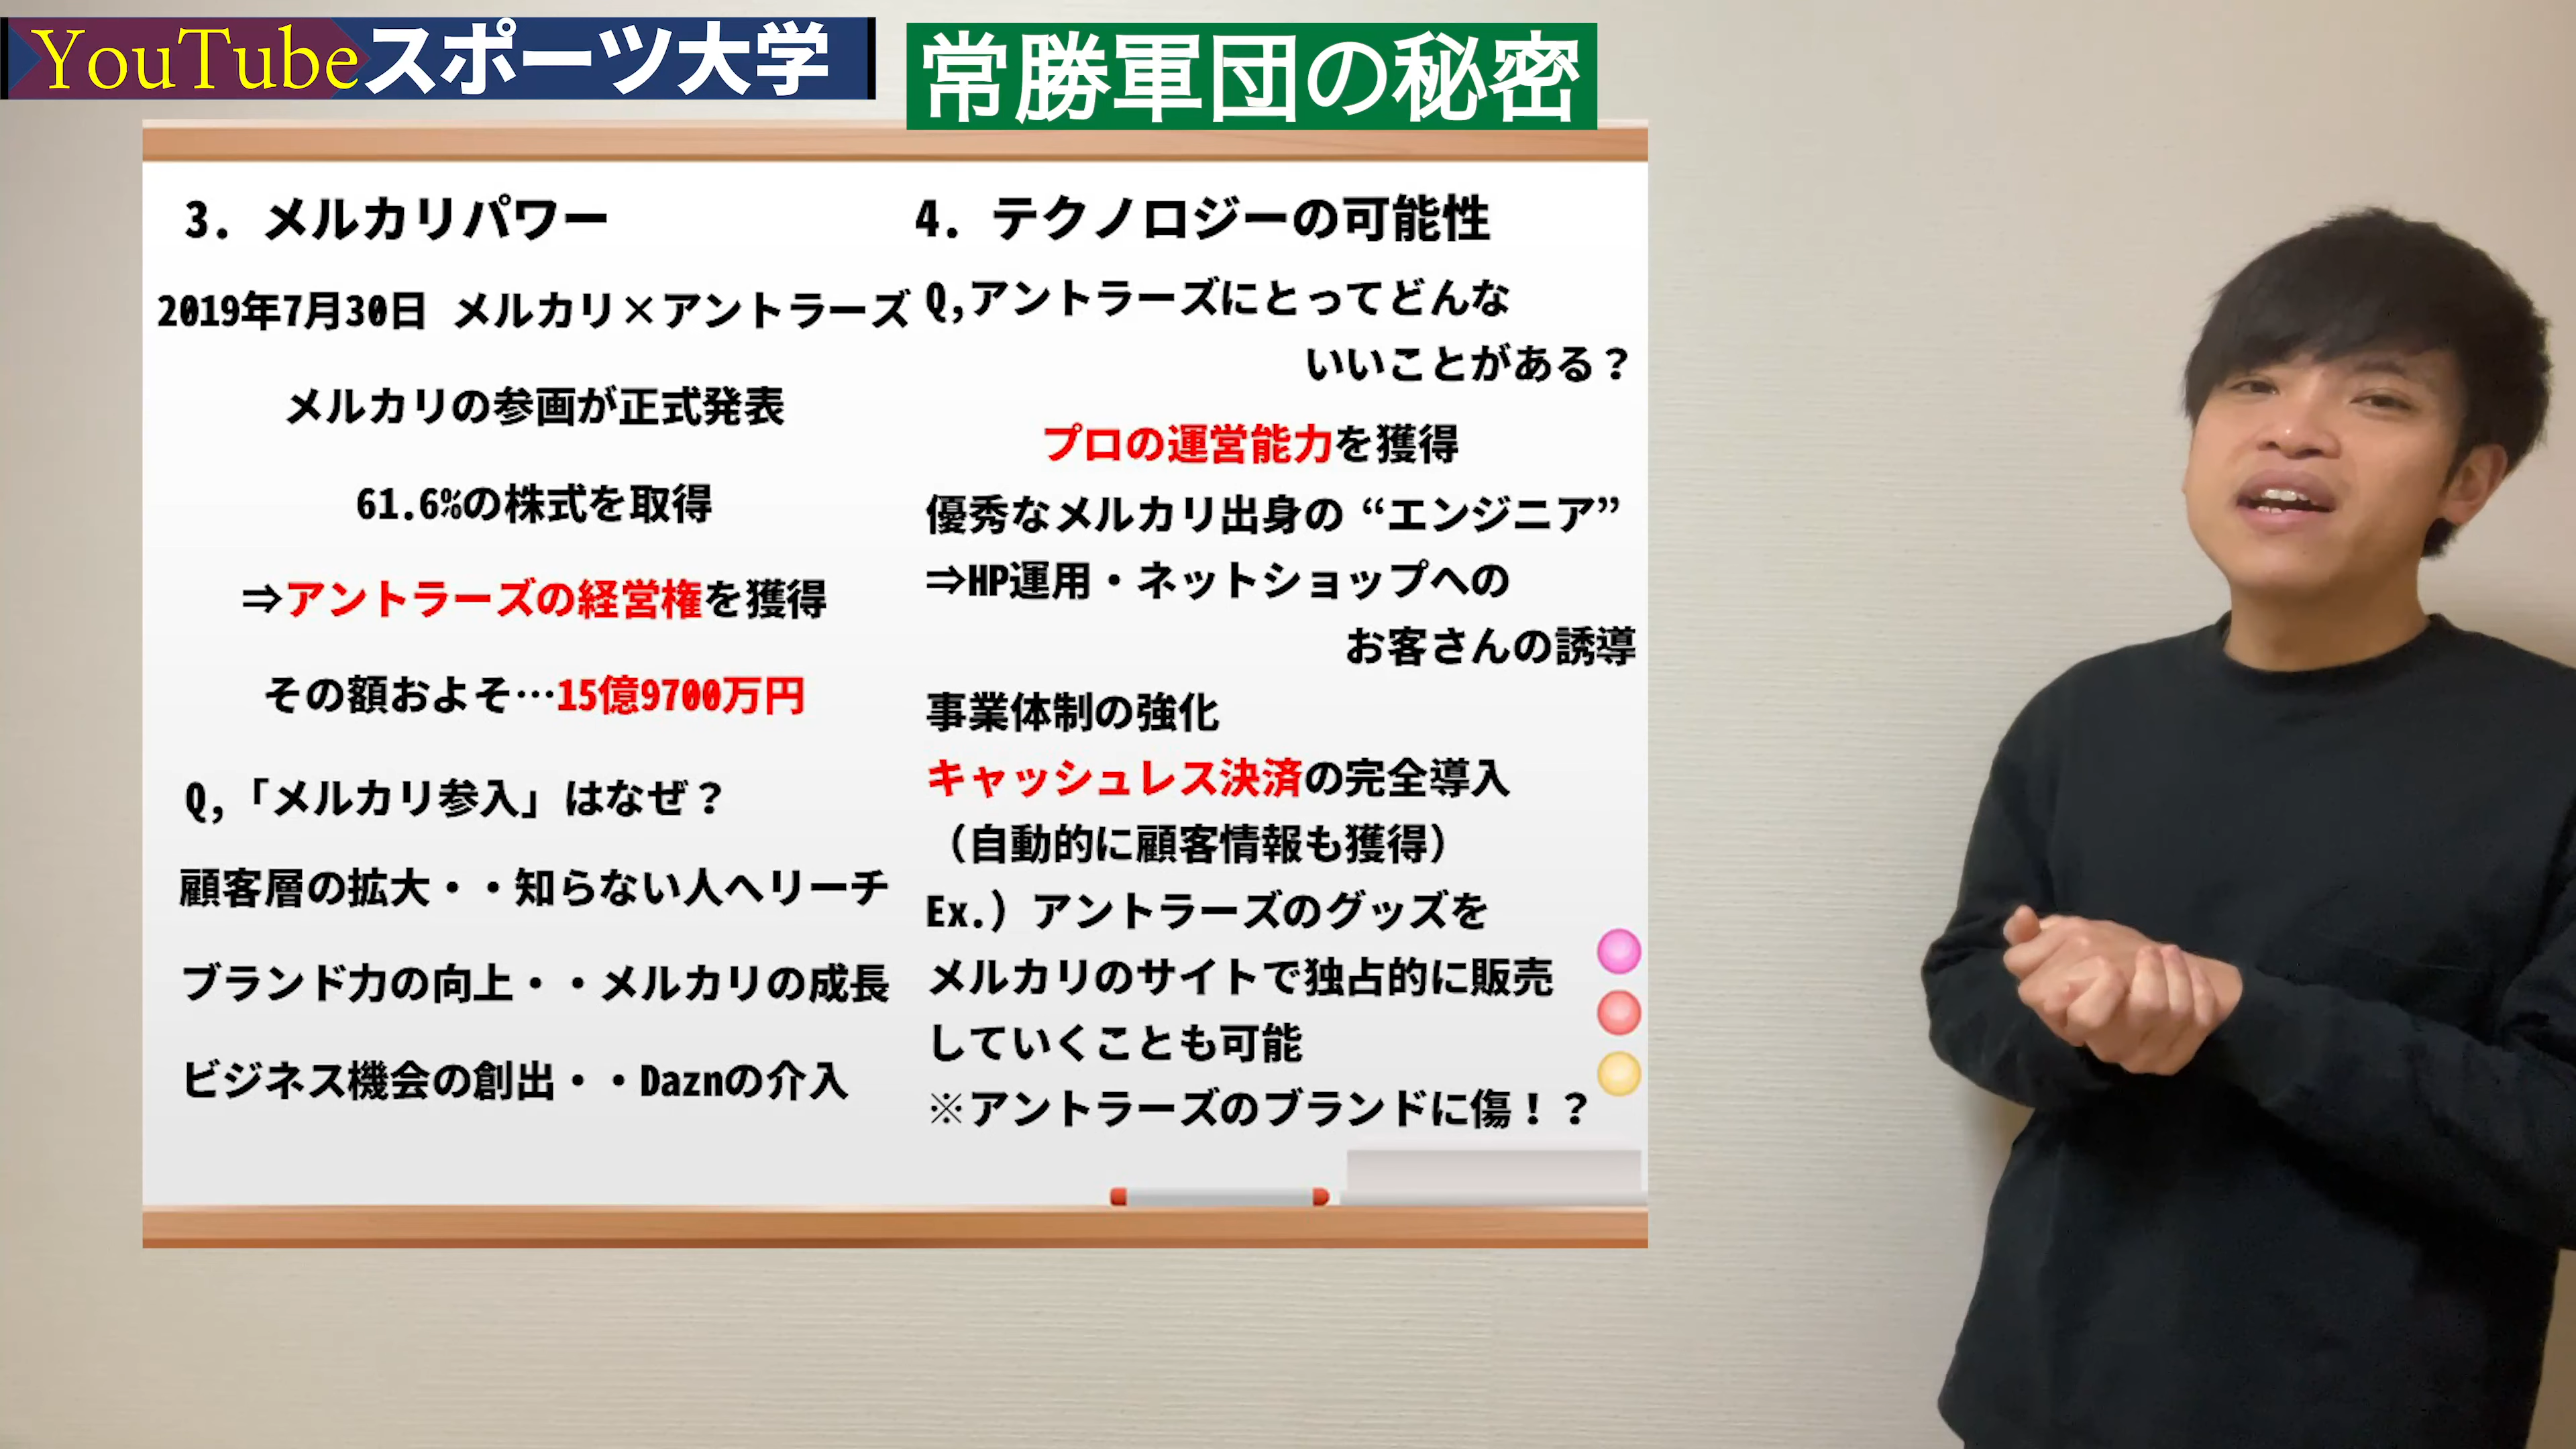 YouTubeスポーツ大学
常勝軍団の秘密
3. メルカリパワー
2019年7月30日 メルカリ×アントラーズ
メルカリの参画が正式発表
61.6%の株式を取得
⇒アントラーズの経営権を獲得
その額およそ…15億9700万円
Q,「メルカリ参入」はなぜ？
顧客層の拡大・・知らない人へリーチ
ブランド力の向上・・メルカリの成長
ビジネス機会の創出・・Daznの介入
4. テクノロジーの可能性
Q,アントラーズにとってどんな
いいことがある？
プロの運営能力を獲得
優秀なメルカリ出身の“エンジニア”
⇒HP運用・ネットショップへの
お客さんの誘導
事業体制の強化
キャッシュレス決済の完全導入
（自動的に顧客情報も獲得）
Ex.）アントラーズのグッズを
メルカリのサイトで独占的に販売
していくことも可能
※アントラーズのブランドに傷！？